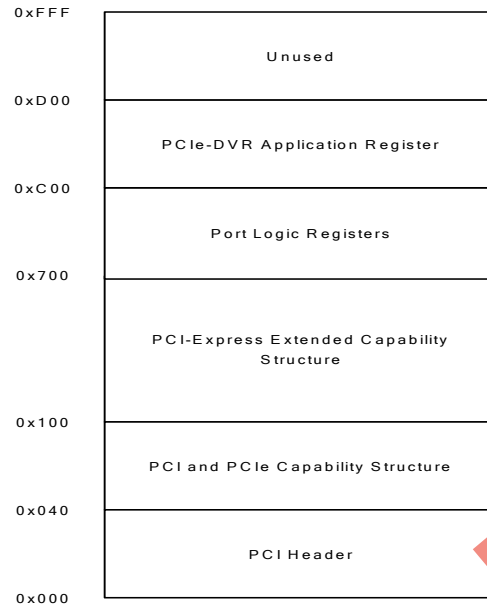 0xFFF
Unused
0xD00
PCIe-DVR Application Register
0xC00
Port Logic Registers
0x700
PCI-Express Extended Capability
Structure
0x100
PCI and PCIe Capability Structure
0x040
PCI Header
0x000